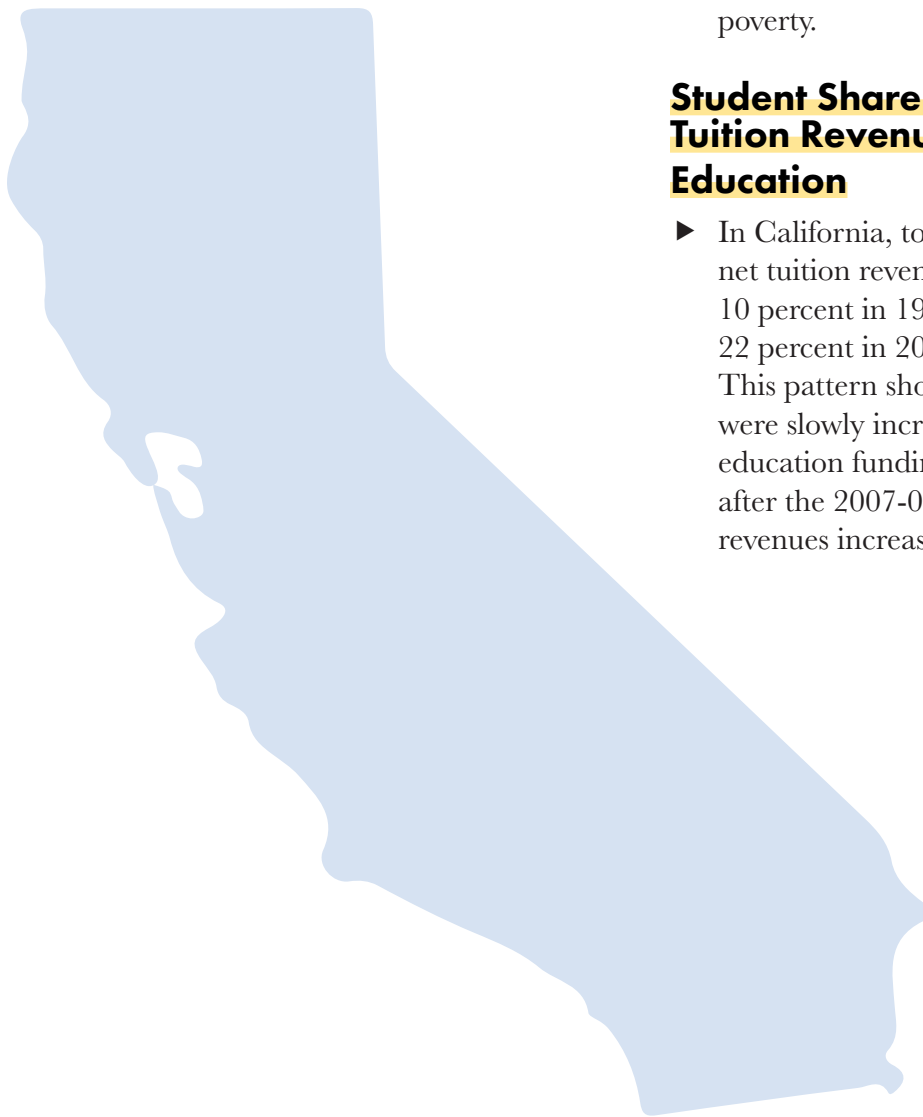 poverty.
Student Share
Tuition Revenu
Education
▶ In California, to
net tuition reven
10 percent in 19
22 percent in 20
This pattern sho
were slowly incr
education fundin
after the 2007-0
revenues increas